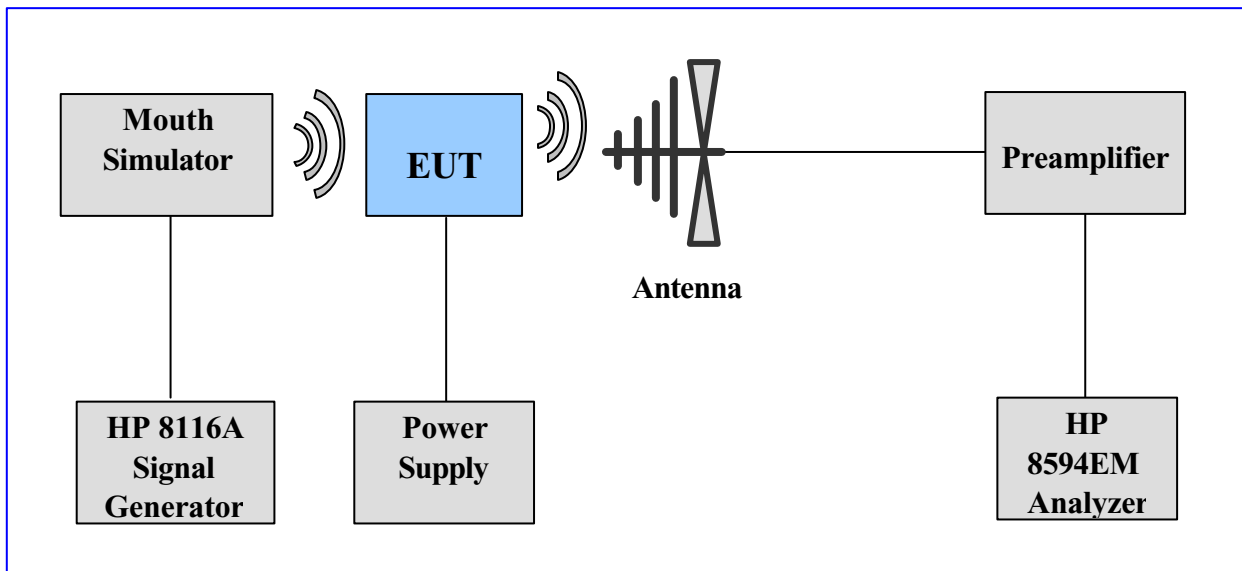 Mouth
Simulator
EUT
Preamplifier
Antenna
HP 8116A
Signal
Generator
Power
Supply
HP
8594EM
Analyzer